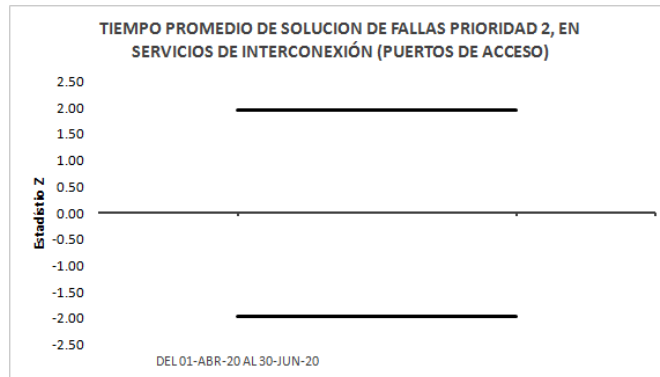 TIEMPO PROMEDIO DE SOLUCION DE FALLAS PRIORIDAD 2, EN
SERVICIOS DE INTERCONEXIÓN (PUERTOS DE ACCESO)
2.50
2.00
1.50
1.00
0.50
0.00
-0.50
-1.00
-1.50
-2.00
-2.50
Estadístio Z
DEL 01-ABR-20 AL 30-JUN-20